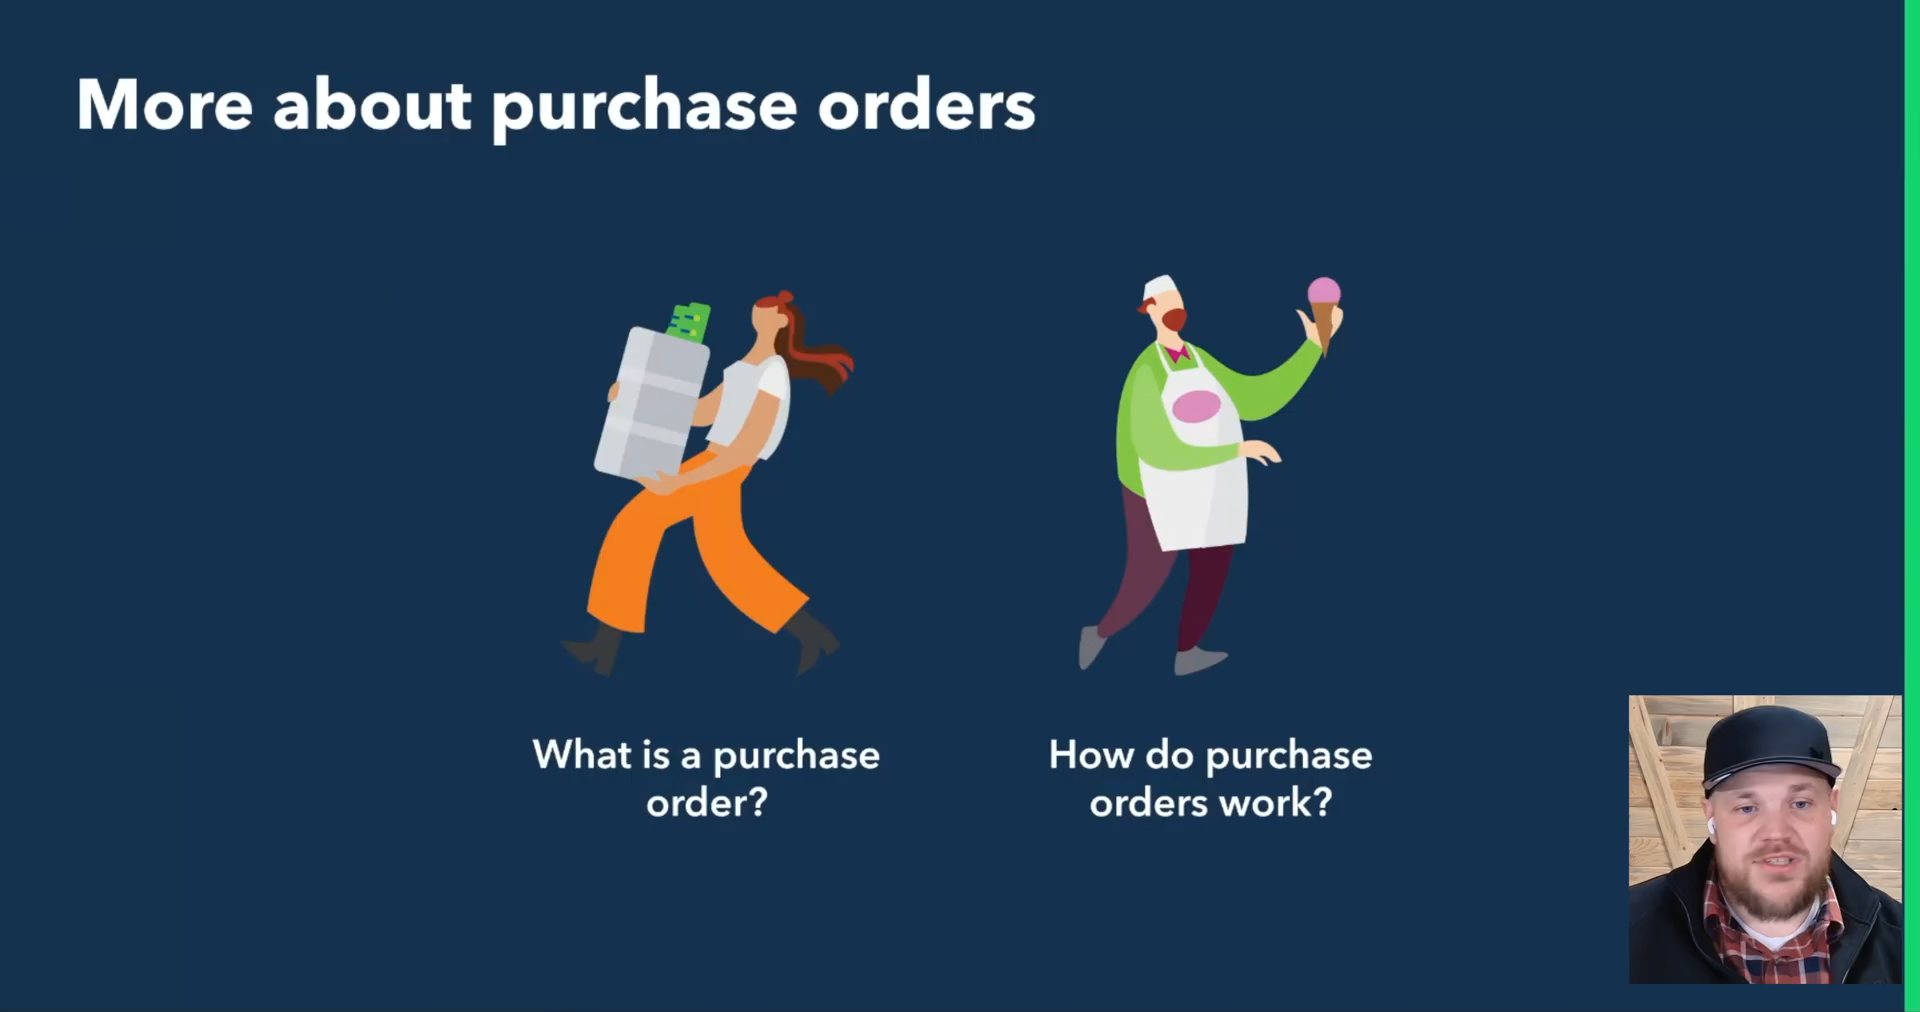 More about purchase orders
What is a purchase
order?
How do purchase
orders work?